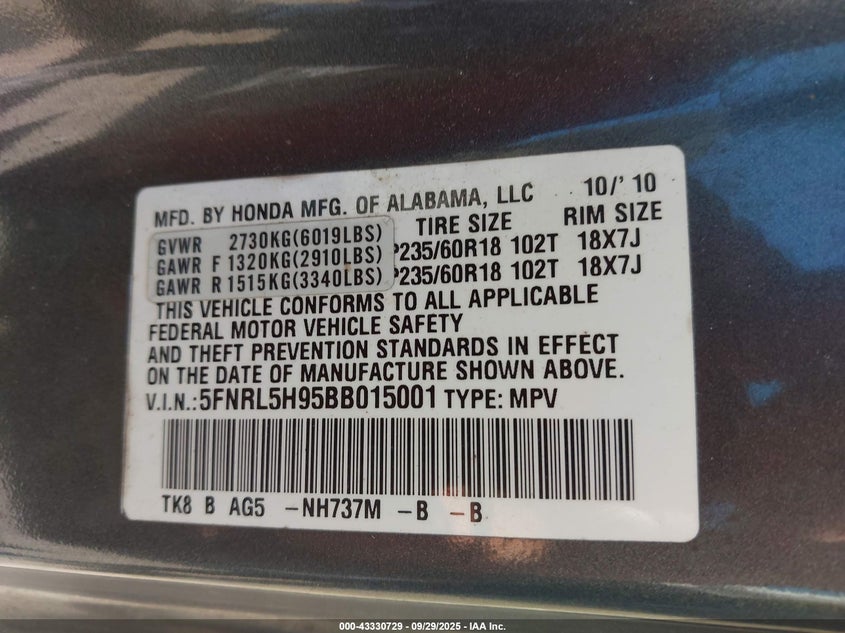 MFD. BY HONDA MFG. OF ALABAMA, LLC 10/'10
TIRE SIZE RIM SIZE
GVWR 2730KG(6019LBS)
GAWR F 1320KG(2910LBS) P235/60R18 102T 18X7J
GAWR R 1515KG(3340LBS) P235/60R18 102T 18X7J
THIS VEHICLE CONFORMS TO ALL APPLICABLE
FEDERAL MOTOR VEHICLE SAFETY
AND THEFT PREVENTION STANDARDS IN EFFECT
ON THE DATE OF MANUFACTURE SHOWN ABOVE.
V.I.N.:5FNRL5H95BB015001 TYPE: MPV
TK8 B AG5 -NH737M -B -B
000-43330729 - 09/29/2025 - IAA Inc.